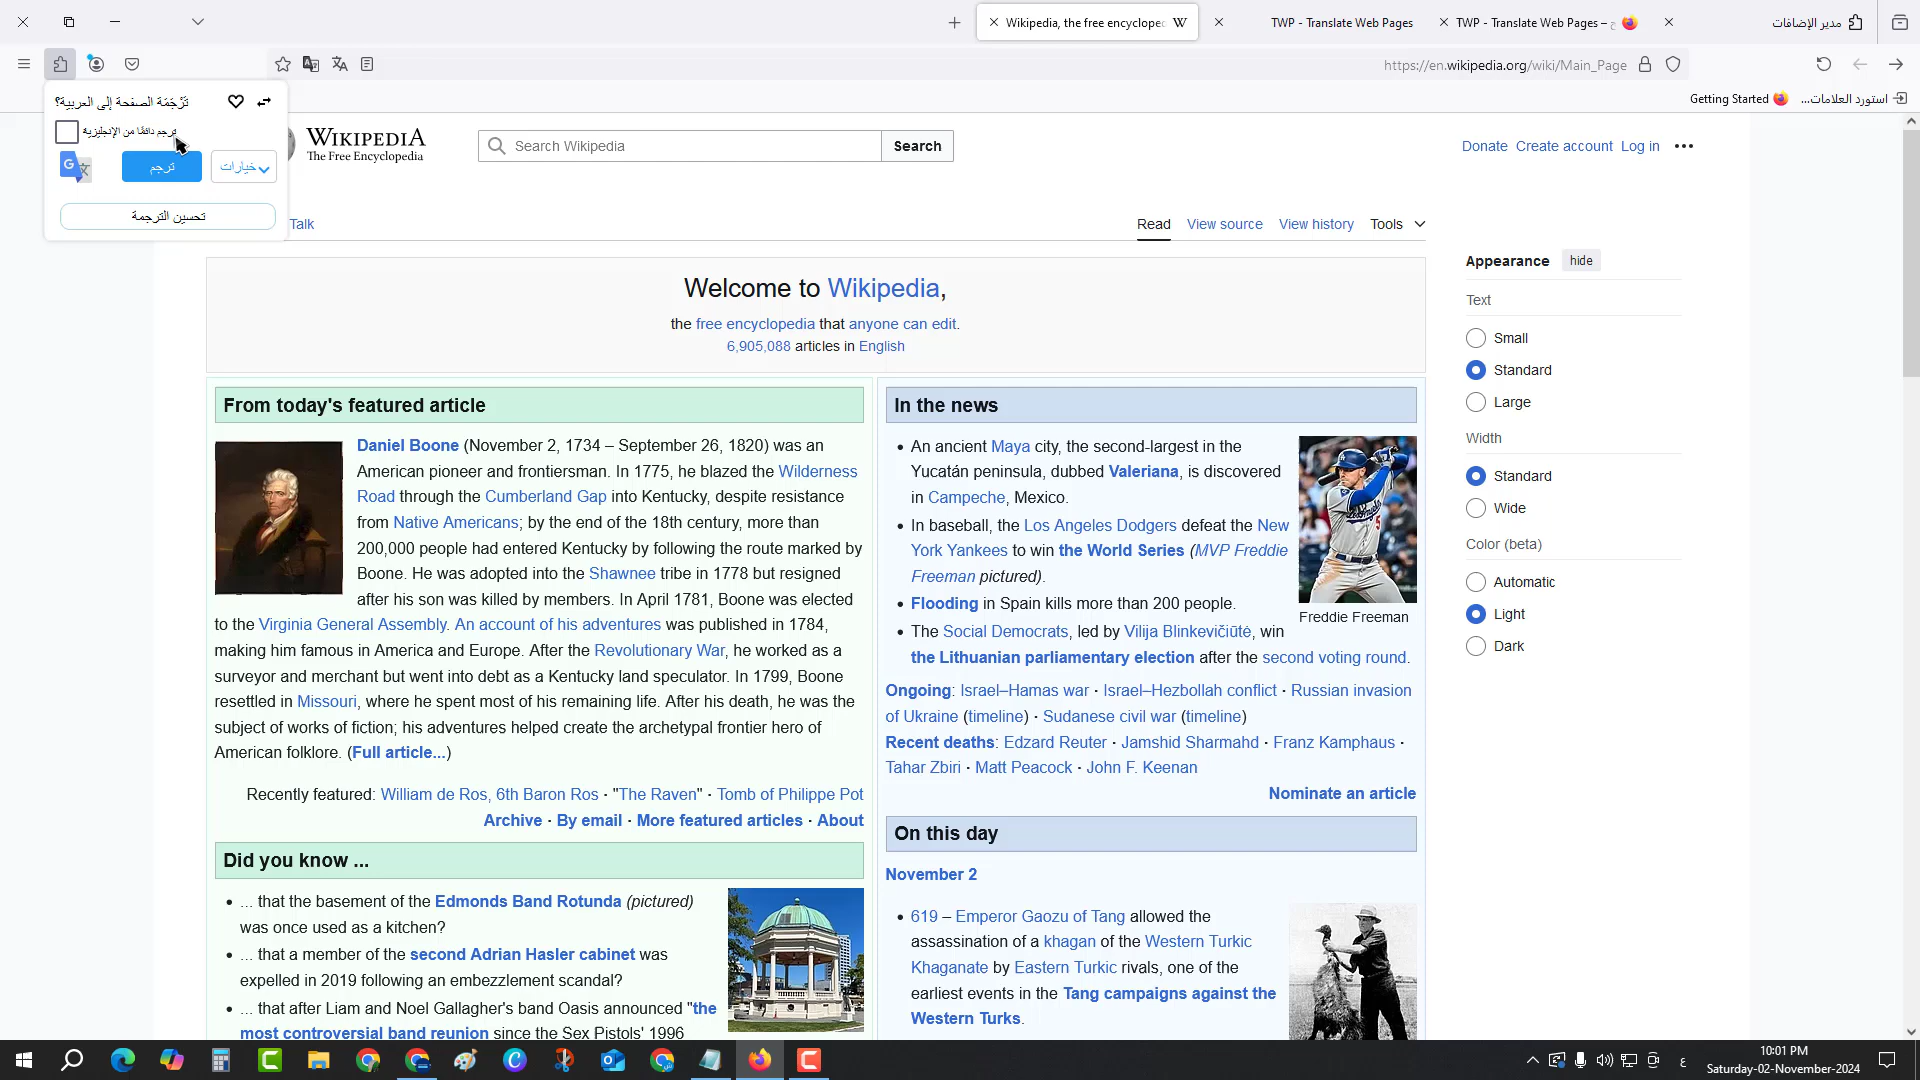 Wikipedia, the free encyclope
TWP - Translate Web Pages
TWP - Translate Web Pages –
مدير الإضافات
https://en.wikipedia.org/wiki/Main_Page
Getting Started
استورد العلامات...
تَرْجَمَة الصفحة إلى العربية؟
ترجم دائمًا من الإنجليزية
ترجم
خيارات
تحسين الترجمة
WIKIPEDIA
The Free Encyclopedia
Search Wikipedia
Search
Donate Create account Log in
Talk
Read View source View history Tools
Welcome to Wikipedia,
the free encyclopedia that anyone can edit.
6,905,088 articles in English
From today's featured article
Daniel Boone (November 2, 1734 – September 26, 1820) was an
American pioneer and frontiersman. In 1775, he blazed the Wilderness
Road through the Cumberland Gap into Kentucky, despite resistance
from Native Americans; by the end of the 18th century, more than
200,000 people had entered Kentucky by following the route marked by
Boone. He was adopted into the Shawnee tribe in 1778 but resigned
after his son was killed by members. In April 1781, Boone was elected
to the Virginia General Assembly. An account of his adventures was published in 1784,
making him famous in America and Europe. After the Revolutionary War, he worked as a
surveyor and merchant but went into debt as a Kentucky land speculator. In 1799, Boone
resettled in Missouri, where he spent most of his remaining life. After his death, he was the
subject of works of fiction; his adventures helped create the archetypal frontier hero of
American folklore. (Full article...)
Recently featured: William de Ros, 6th Baron Ros · "The Raven" · Tomb of Philippe Pot
Archive · By email · More featured articles · About
Did you know ...
... that the basement of the Edmonds Band Rotunda (pictured)
was once used as a kitchen?
... that a member of the second Adrian Hasler cabinet was
expelled in 2019 following an embezzlement scandal?
... that after Liam and Noel Gallagher's band Oasis announced "the
most controversial band reunion since the Sex Pistols' 1996
In the news
An ancient Maya city, the second-largest in the
Yucatán peninsula, dubbed Valeriana, is discovered
in Campeche, Mexico.
In baseball, the Los Angeles Dodgers defeat the New
York Yankees to win the World Series (MVP Freddie
Freeman pictured).
Freddie Freeman
Flooding in Spain kills more than 200 people.
The Social Democrats, led by Vilija Blinkevičiūtė, win
the Lithuanian parliamentary election after the second voting round.
Ongoing: Israel–Hamas war · Israel–Hezbollah conflict · Russian invasion
of Ukraine (timeline) · Sudanese civil war (timeline)
Recent deaths: Edzard Reuter · Jamshid Sharmahd · Franz Kamphaus ·
Tahar Zbiri · Matt Peacock · John F. Keenan
Nominate an article
On this day
November 2
619 – Emperor Gaozu of Tang allowed the
assassination of a khagan of the Western Turkic
Khaganate by Eastern Turkic rivals, one of the
earliest events in the Tang campaigns against the
Western Turks.
Appearance hide
Text
Small
Standard
Large
Width
Standard
Wide
Color (beta)
Automatic
Light
Dark
ع
10:01 PM
Saturday-02-November-2024